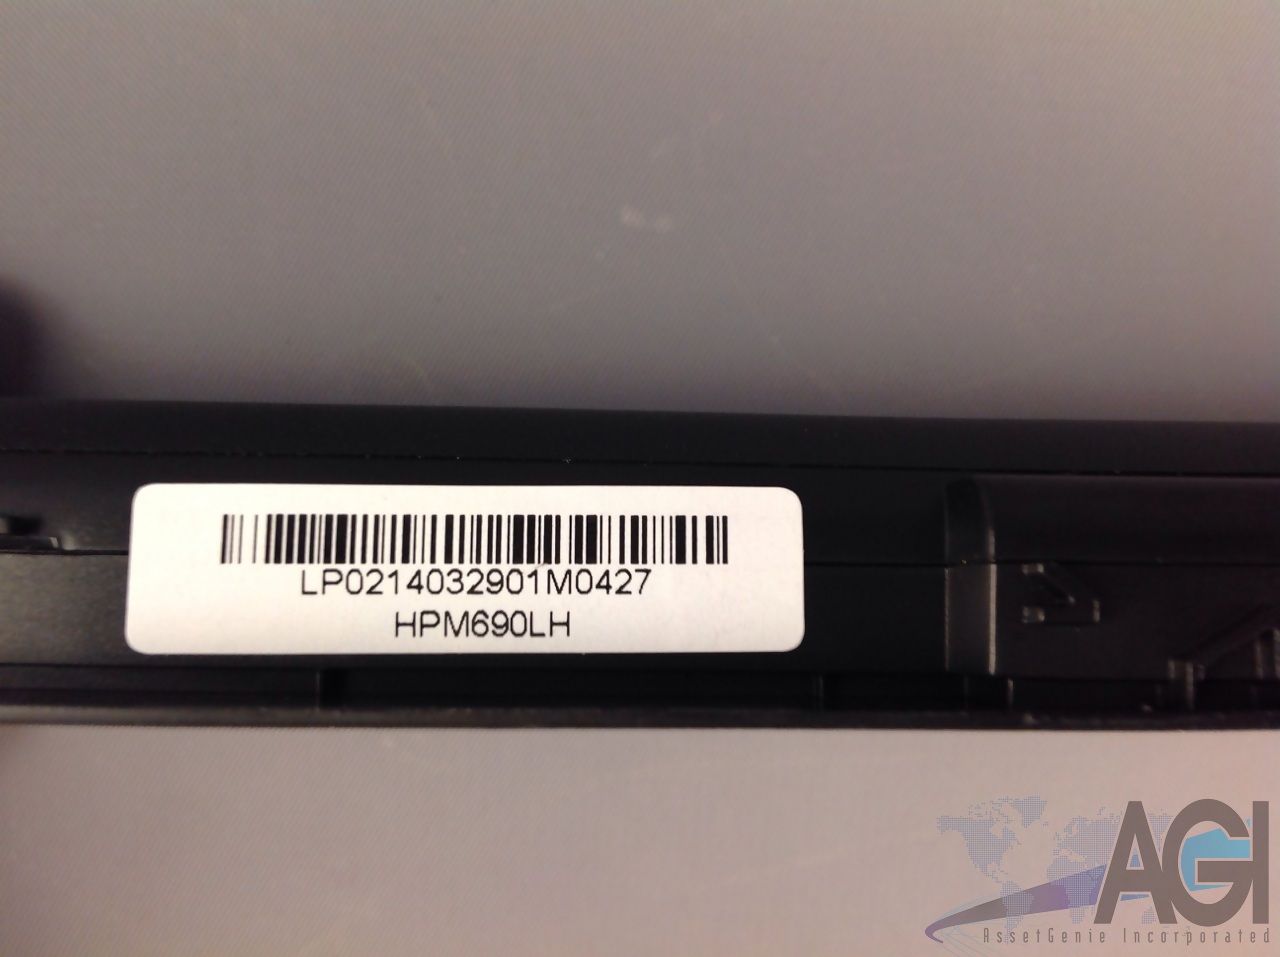 LP0214032901M0427
HPM690LH
AGI
AssetGenie Incorporated